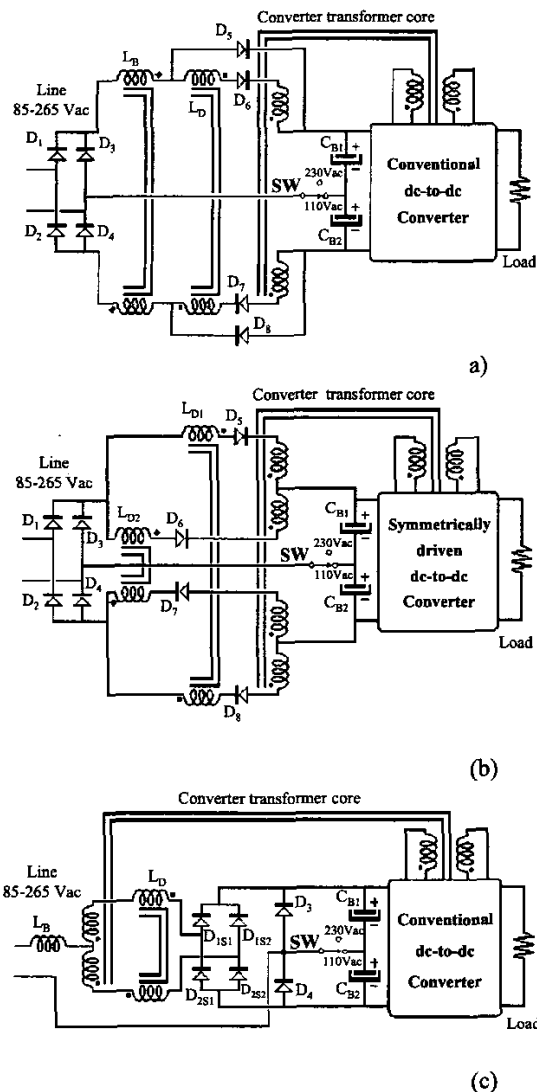 Converter transformer core
D5
LB
Line
85-265 Vac
LD
D6
D1
D3
CB1
+
−
Conventional
dc-to-dc
Converter
SW
230Vac
110Vac
D2
D4
CB2
+
−
Load
D7
D8
a)
Converter transformer core
LD1
D5
Line
85-265 Vac
LD2
D6
D1
D3
CB1
+
−
Symmetrically
driven
dc-to-dc
Converter
SW
230Vac
110Vac
D4
D2
D7
CB2
+
−
Load
D8
(b)
Converter transformer core
Line
85-265 Vac
LD
LB
D1S1
D1S2
D3
CB1
+
−
Conventional
dc-to-dc
Converter
SW
230Vac
110Vac
D2S1
D2S2
D4
CB2
+
−
Load
(c)